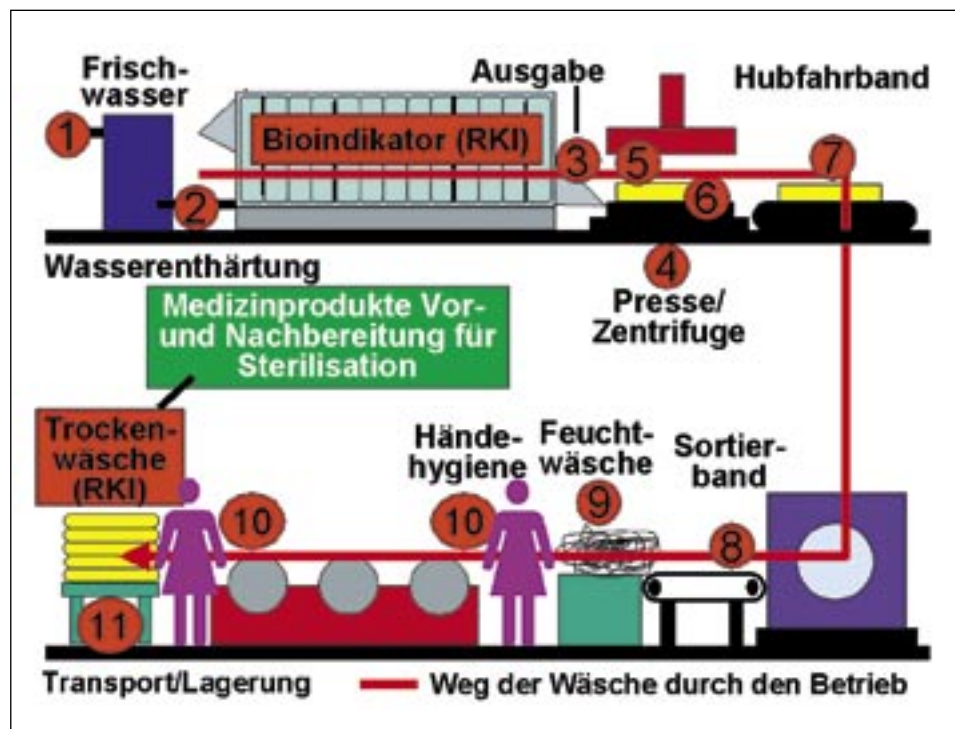 Frisch-
wasser
Ausgabe
Hubfahrband
1
Bioindikator (RKI)
3
5
7
2
6
Wasserenthärtung
4
Presse/
Zentrifuge
Medizinprodukte Vor-
und Nachbereitung für
Sterilisation
Trocken-
wäsche
(RKI)
Hände-
hygiene
Feucht-
wäsche
Sortier-
band
9
10
10
8
11
Transport/Lagerung
Weg der Wäsche durch den Betrieb